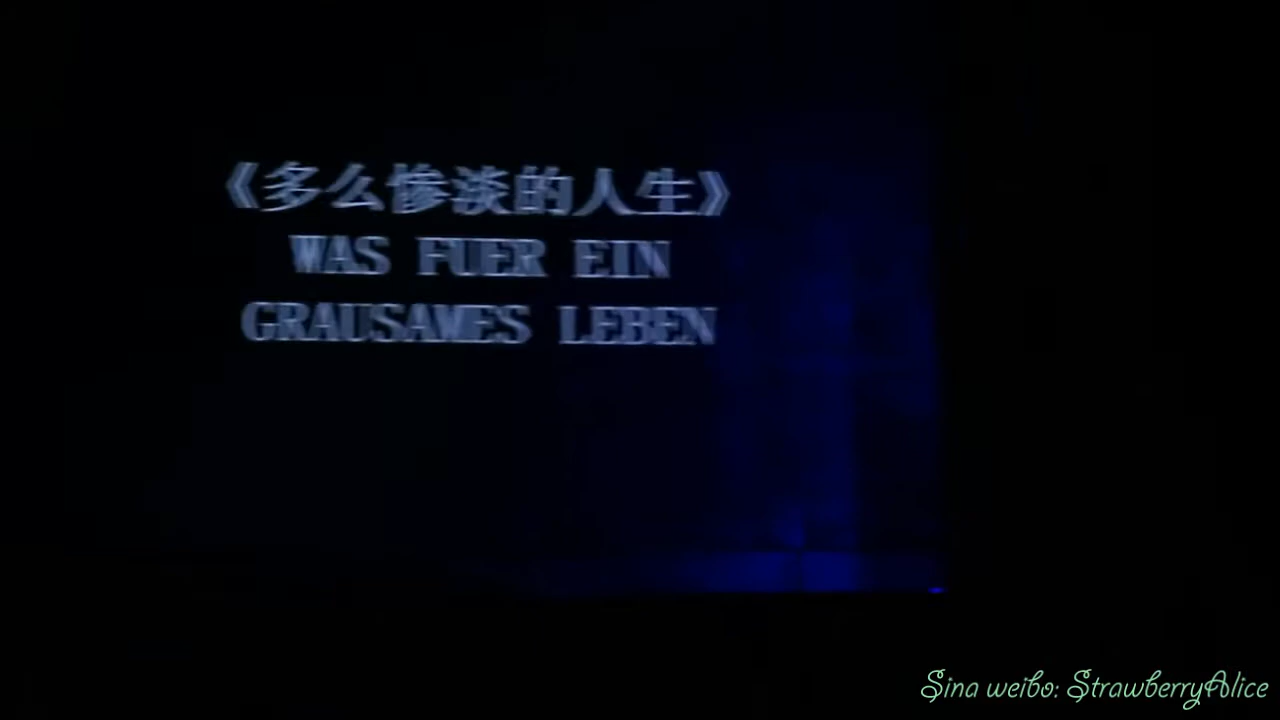 《多么惨淡的人生》
WAS FUER EIN
GRAUSAMES LEBEN
Sina weibo: StrawberryAlice